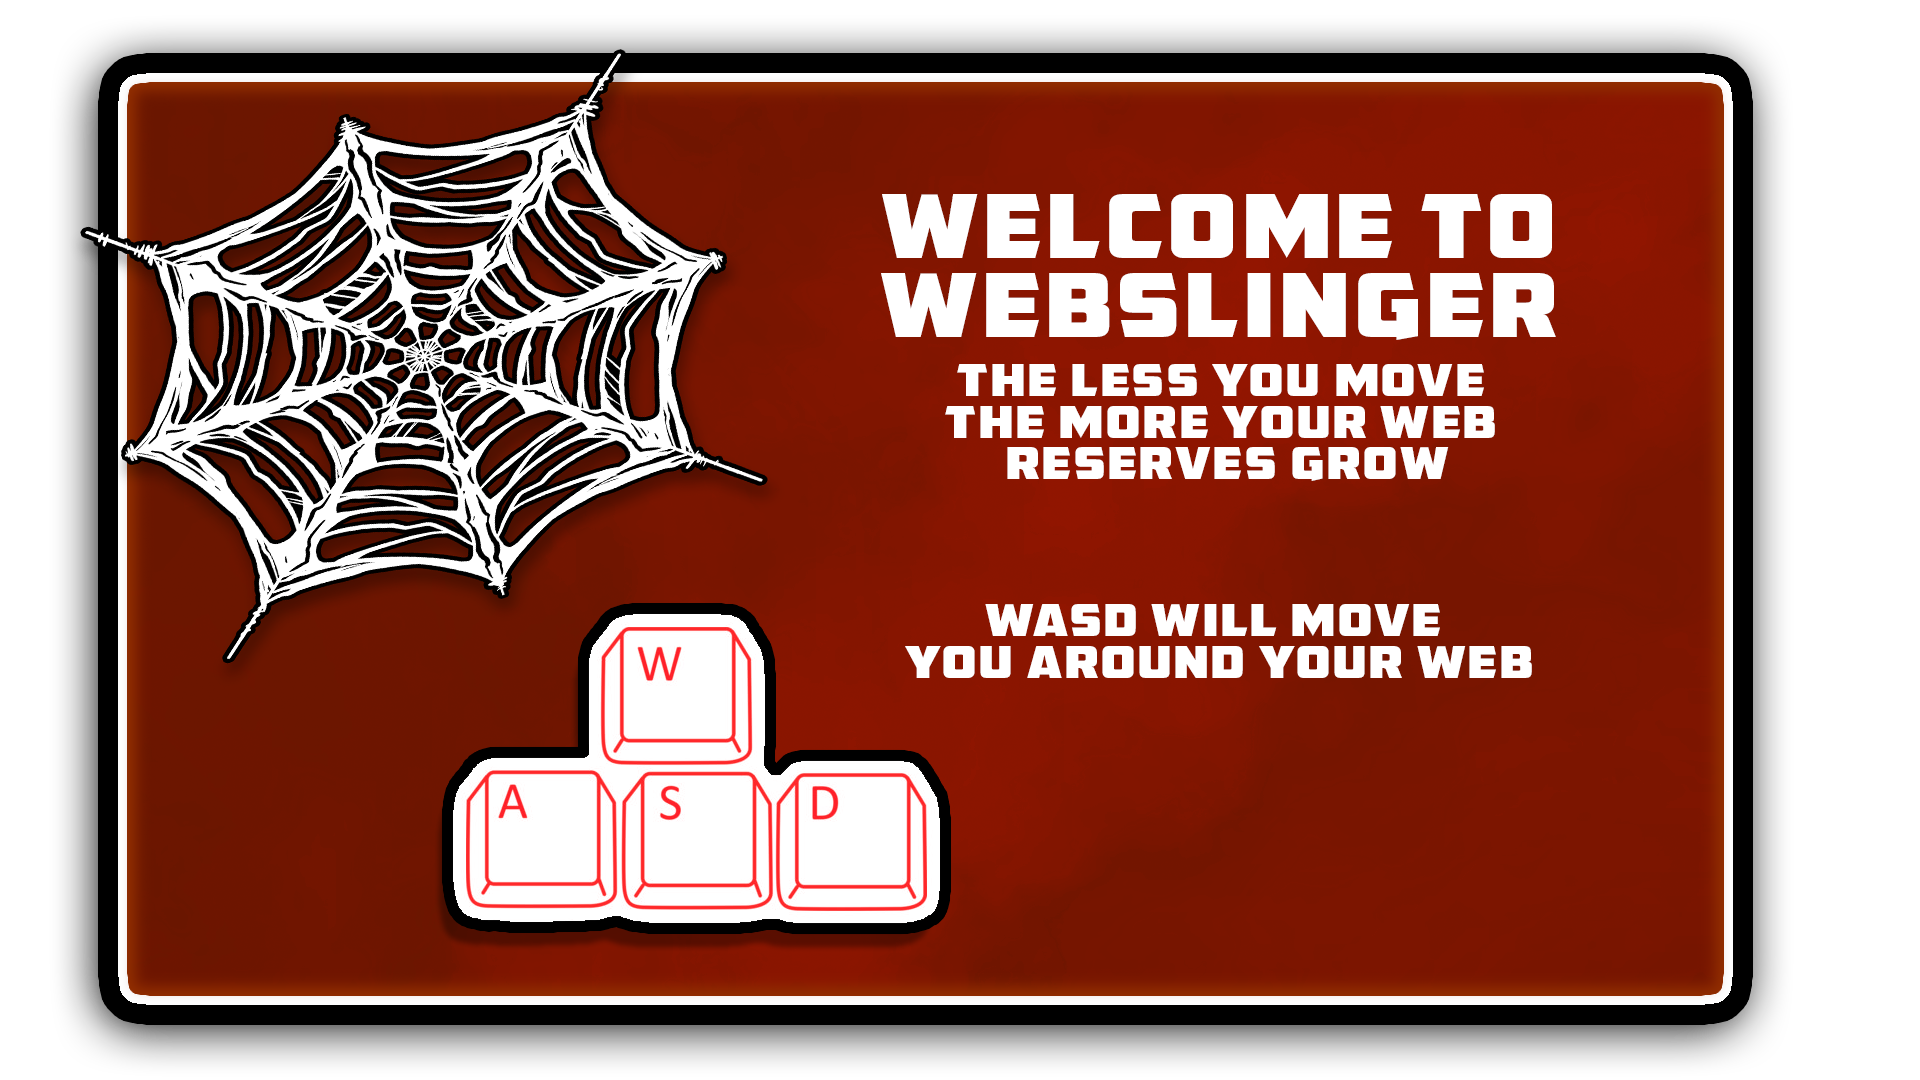 WELCOME TO
WEBSLINGER
THE LESS YOU MOVE
THE MORE YOUR WEB
RESERVES GROW
WASD WILL MOVE
YOU AROUND YOUR WEB
W
A S D